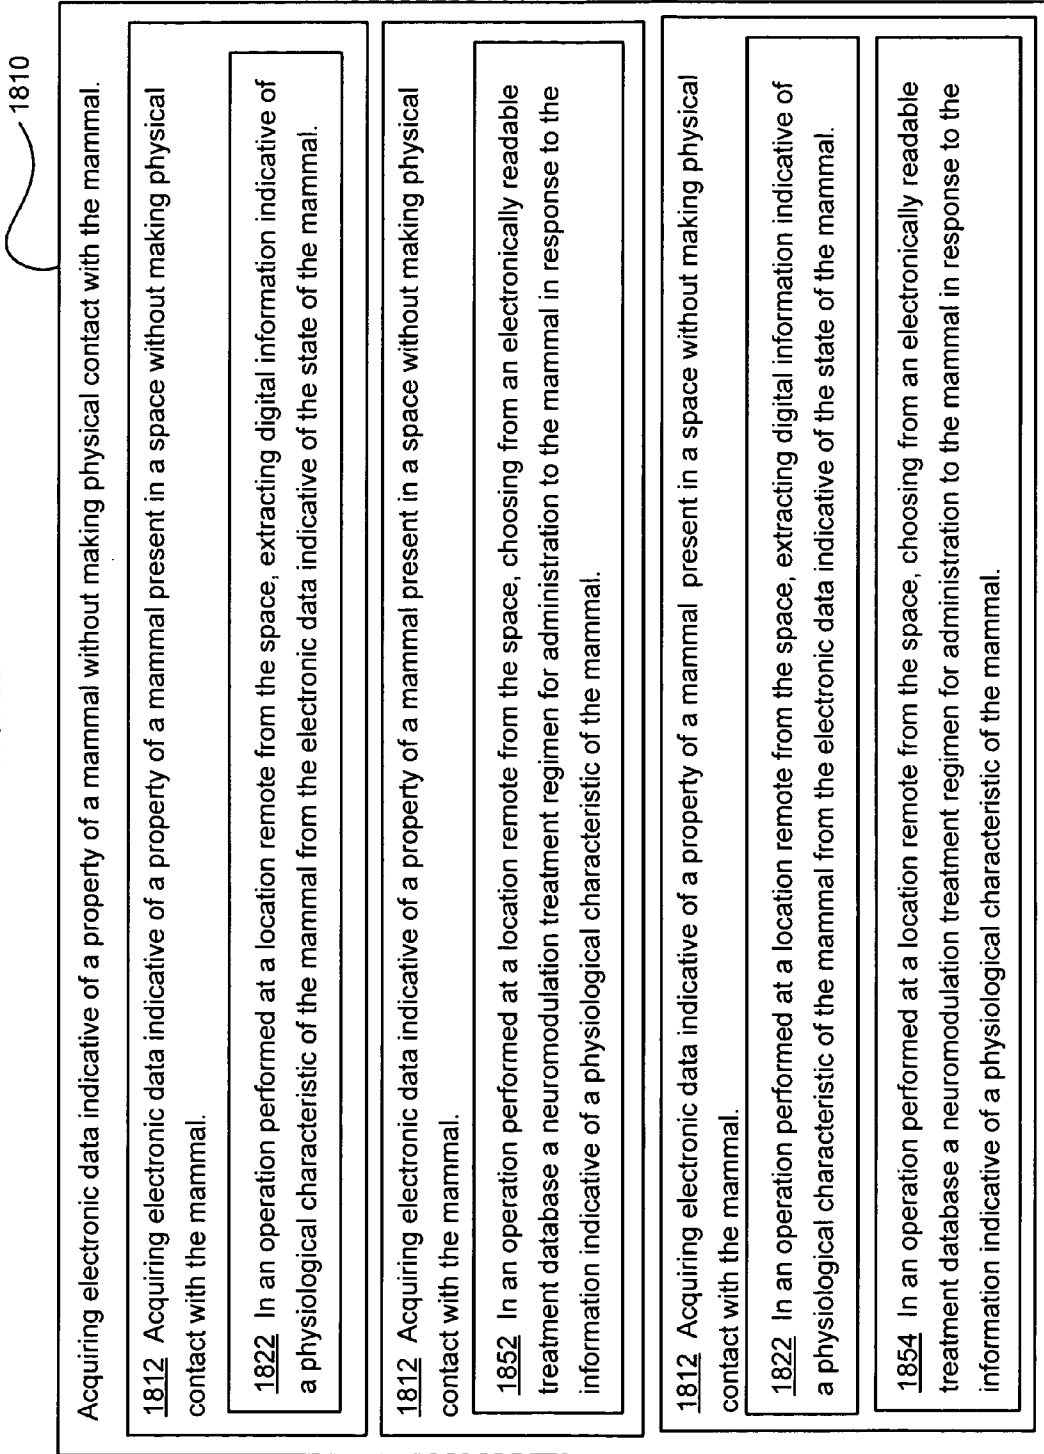 1810
Acquiring electronic data indicative of a property of a mammal without making physical contact with the mammal.
1812 Acquiring electronic data indicative of a property of a mammal present in a space without making physical
contact with the mammal.
1822 In an operation performed at a location remote from the space, extracting digital information indicative of
a physiological characteristic of the mammal from the electronic data indicative of the state of the mammal.
1812 Acquiring electronic data indicative of a property of a mammal present in a space without making physical
contact with the mammal.
1852 In an operation performed at a location remote from the space, choosing from an electronically readable
treatment database a neuromodulation treatment regimen for administration to the mammal in response to the
information indicative of a physiological characteristic of the mammal.
1812 Acquiring electronic data indicative of a property of a mammal present in a space without making physical
contact with the mammal.
1822 In an operation performed at a location remote from the space, extracting digital information indicative of
a physiological characteristic of the mammal from the electronic data indicative of the state of the mammal.
1854 In an operation performed at a location remote from the space, choosing from an electronically readable
treatment database a neuromodulation treatment regimen for administration to the mammal in response to the
information indicative of a physiological characteristic of the mammal.